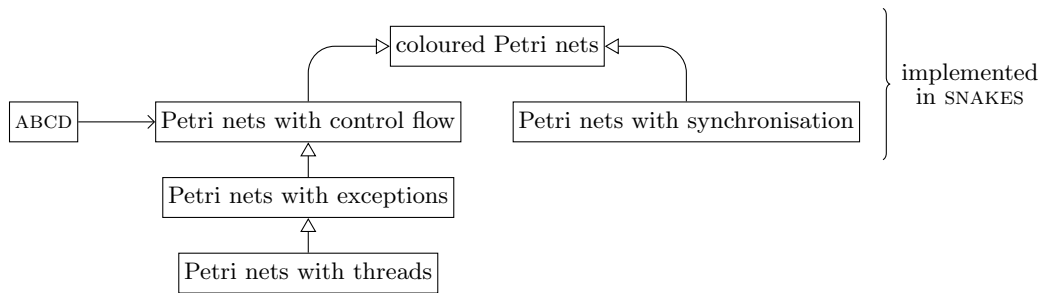 coloured Petri nets
implemented
in SNAKES
ABCD
Petri nets with control flow
Petri nets with synchronisation
Petri nets with exceptions
Petri nets with threads